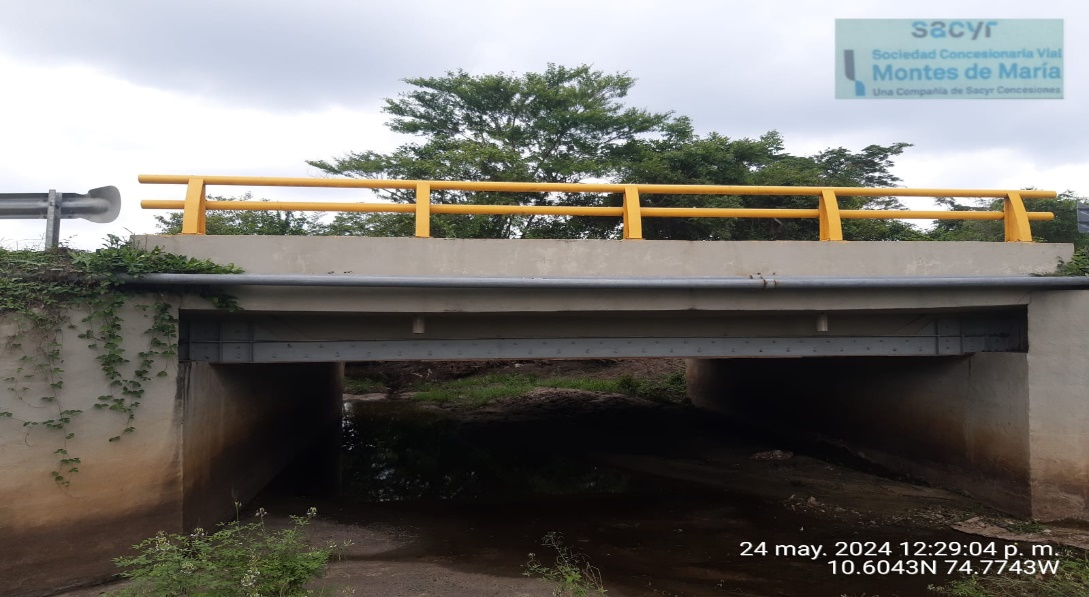 sacyr
Sociedad Concesionaria Vial
Montes de María
Una Compañía de Sacyr Concesiones
24 may. 2024 12:29:04 p. m.
10.6043N 74.7743W